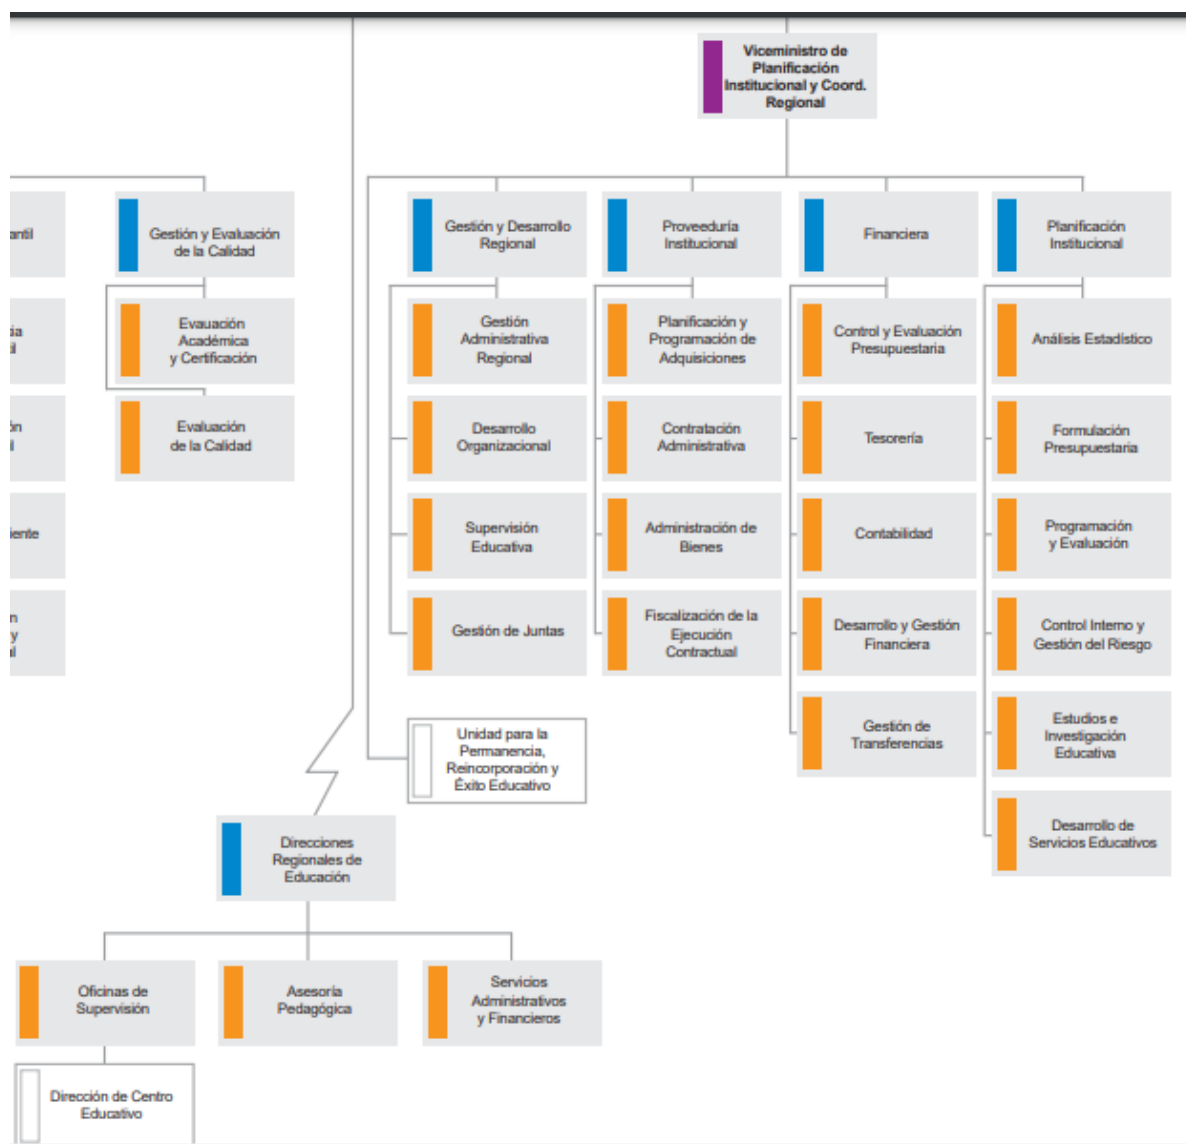 Viceministro de
Planificación
Institucional y Coord.
Regional
Gestión y Evaluación
de la Calidad
Evauación
Académica
y Certificación
Evaluación
de la Calidad
Gestión y Desarrollo
Regional
Gestión
Administrativa
Regional
Desarrollo
Organizacional
Supervisión
Educativa
Gestión de Juntas
Unidad para la
Permanencia,
Reincorporación y
Éxito Educativo
Proveeduría
Institucional
Planificación y
Programación de
Adquisiciones
Contratación
Administrativa
Administración de
Bienes
Fiscalización de la
Ejecución
Contractual
Financiera
Control y Evaluación
Presupuestaria
Tesorería
Contabilidad
Desarrollo y Gestión
Financiera
Gestión de
Transferencias
Planificación
Institucional
Análisis Estadístico
Formulación
Presupuestaria
Programación
y Evaluación
Control Interno y
Gestión del Riesgo
Estudios e
Investigación
Educativa
Desarrollo de
Servicios Educativos
Direcciones
Regionales de
Educación
Oficinas de
Supervisión
Asesoría
Pedagógica
Servicios
Administrativos
y Financieros
Dirección de Centro
Educativo